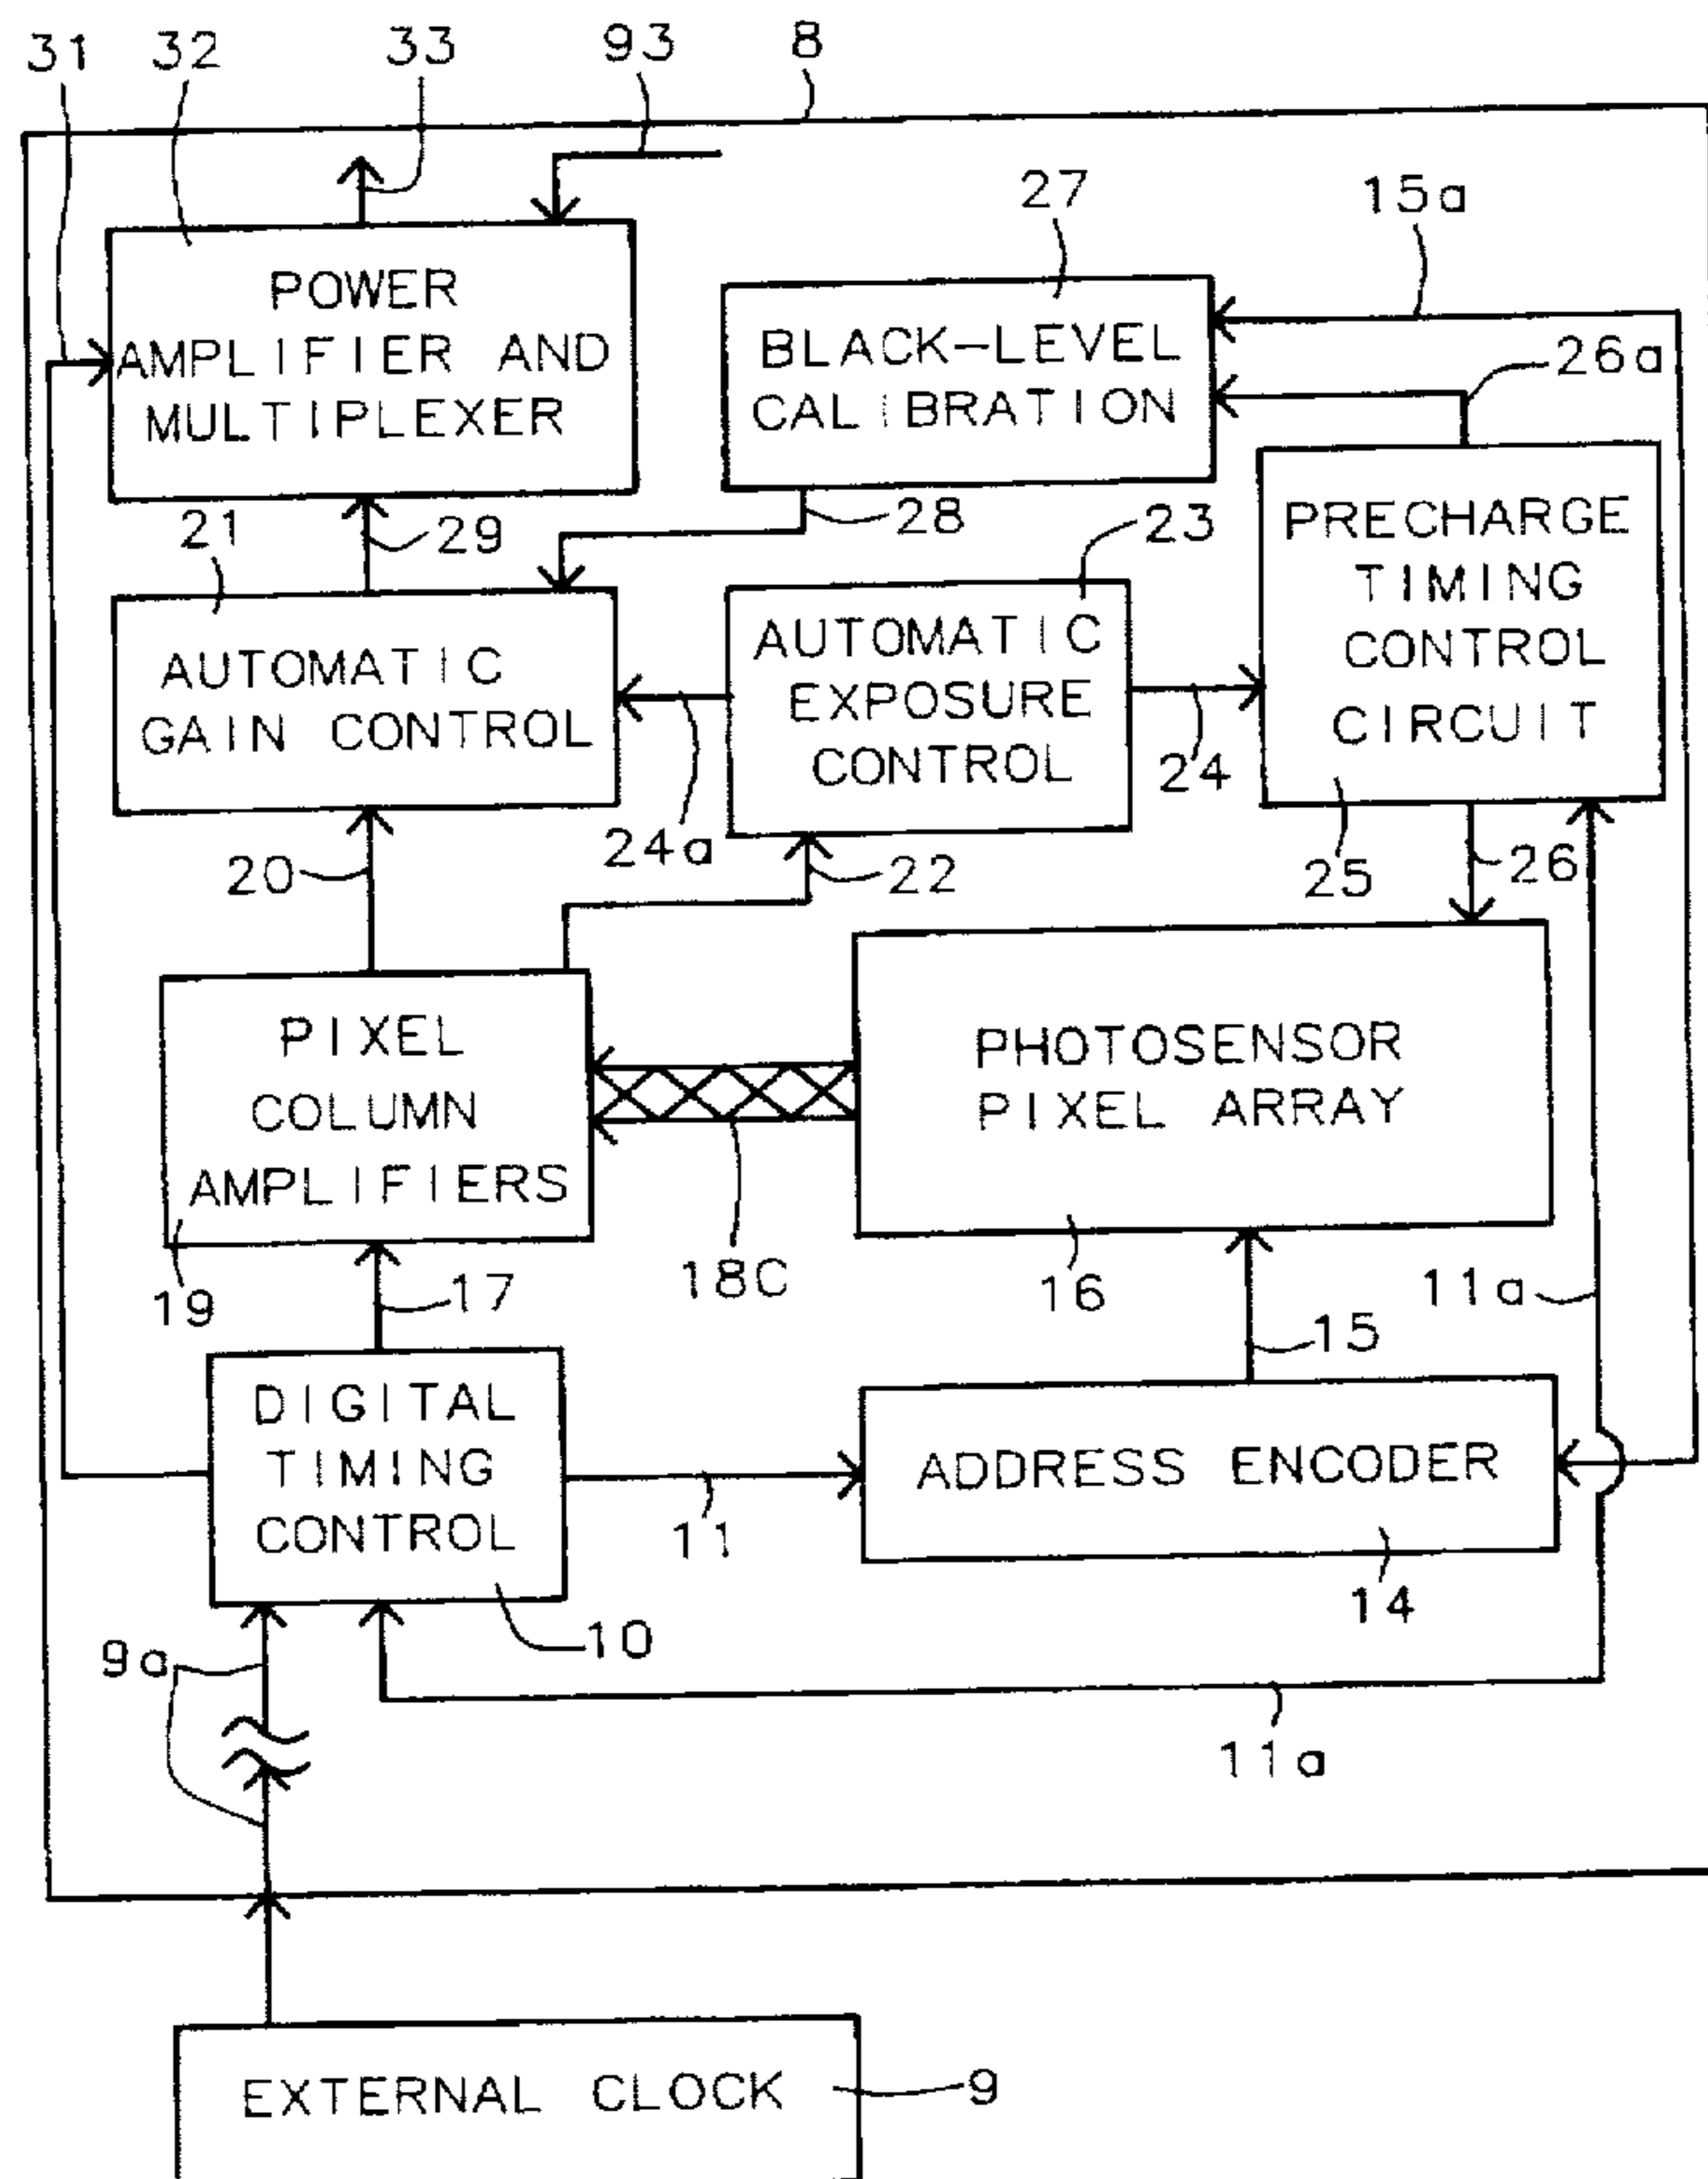 31
32
33
93
8
POWER
AMPLIFIER AND
MULTIPLEXER
27
15a
BLACK-LEVEL
CALIBRATION
26a
21
29
28
23
PRECHARGE
TIMING
CONTROL
CIRCUIT
AUTOMATIC
GAIN CONTROL
AUTOMATIC
EXPOSURE
CONTROL
24
24a
20
22
25
26
PIXEL
COLUMN
AMPLIFIERS
PHOTOSENSOR
PIXEL ARRAY
19
17
18C
16
15
11a
DIGITAL
TIMING
CONTROL
11
ADDRESS ENCODER
14
10
9a
11a
EXTERNAL CLOCK
9